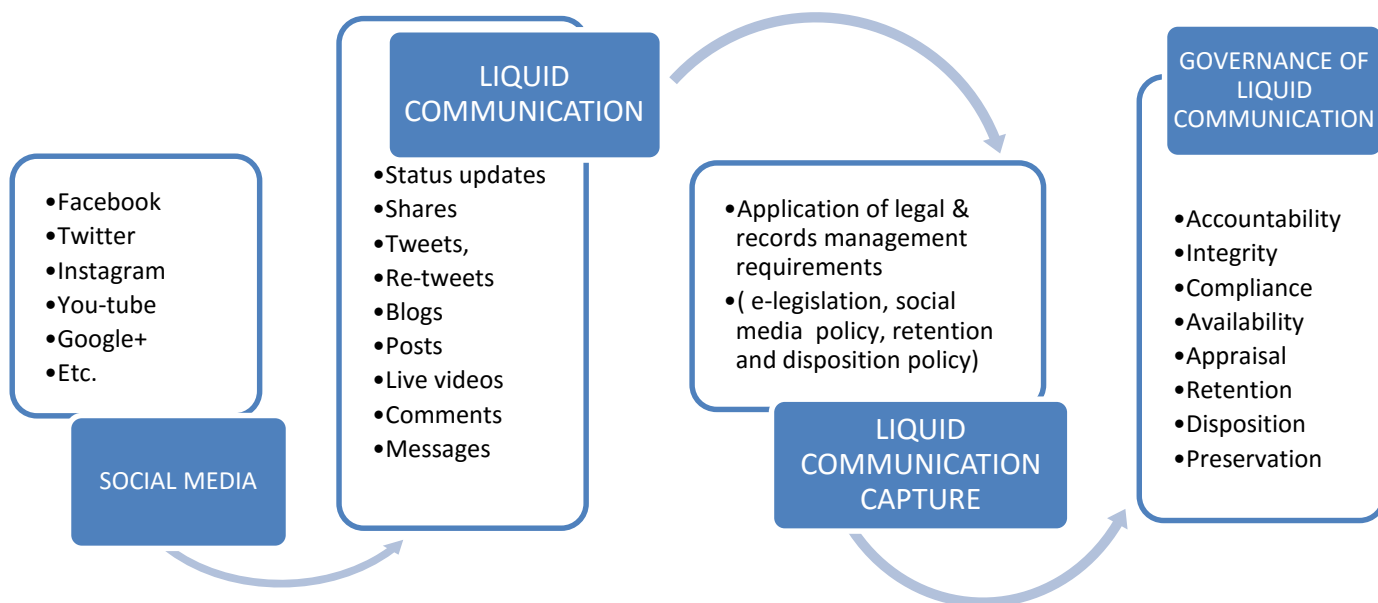 •Facebook
•Twitter
•Instagram
•You-tube
•Google+
•Etc.
SOCIAL MEDIA
LIQUID
COMMUNICATION
•Status updates
•Shares
•Tweets,
•Re-tweets
•Blogs
•Posts
•Live videos
•Comments
•Messages
•Application of legal &
records management
requirements
•( e-legislation, social
media policy, retention
and disposition policy)
LIQUID
COMMUNICATION
CAPTURE
GOVERNANCE OF
LIQUID
COMMUNICATION
•Accountability
•Integrity
•Compliance
•Availability
•Appraisal
•Retention
•Disposition
•Preservation